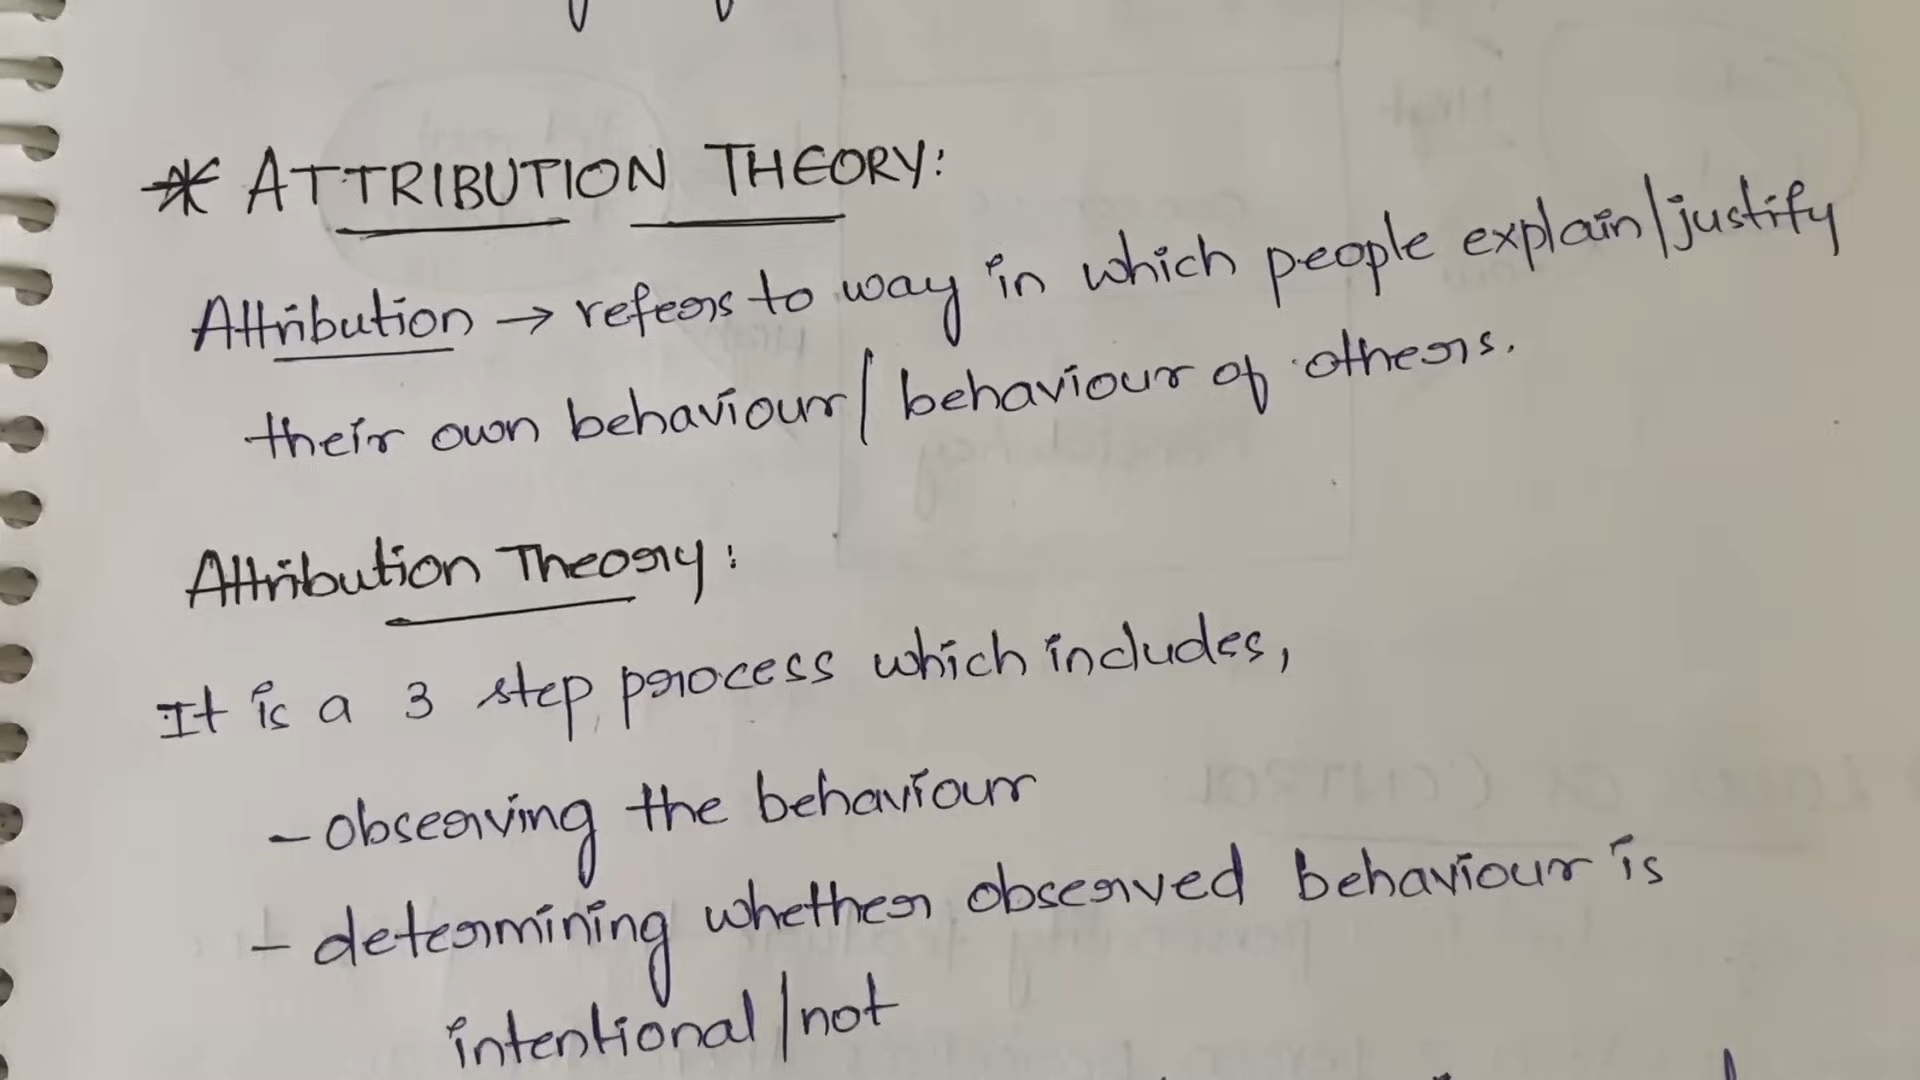 * ATTRIBUTION THEORY:
Attribution → refers to way in which people explain/justify
their own behaviour/ behaviour of others.
Attribution Theory:
It is a 3 step process which includes,
- observing the behaviour
- determining whether observed behaviour is
intentional/not